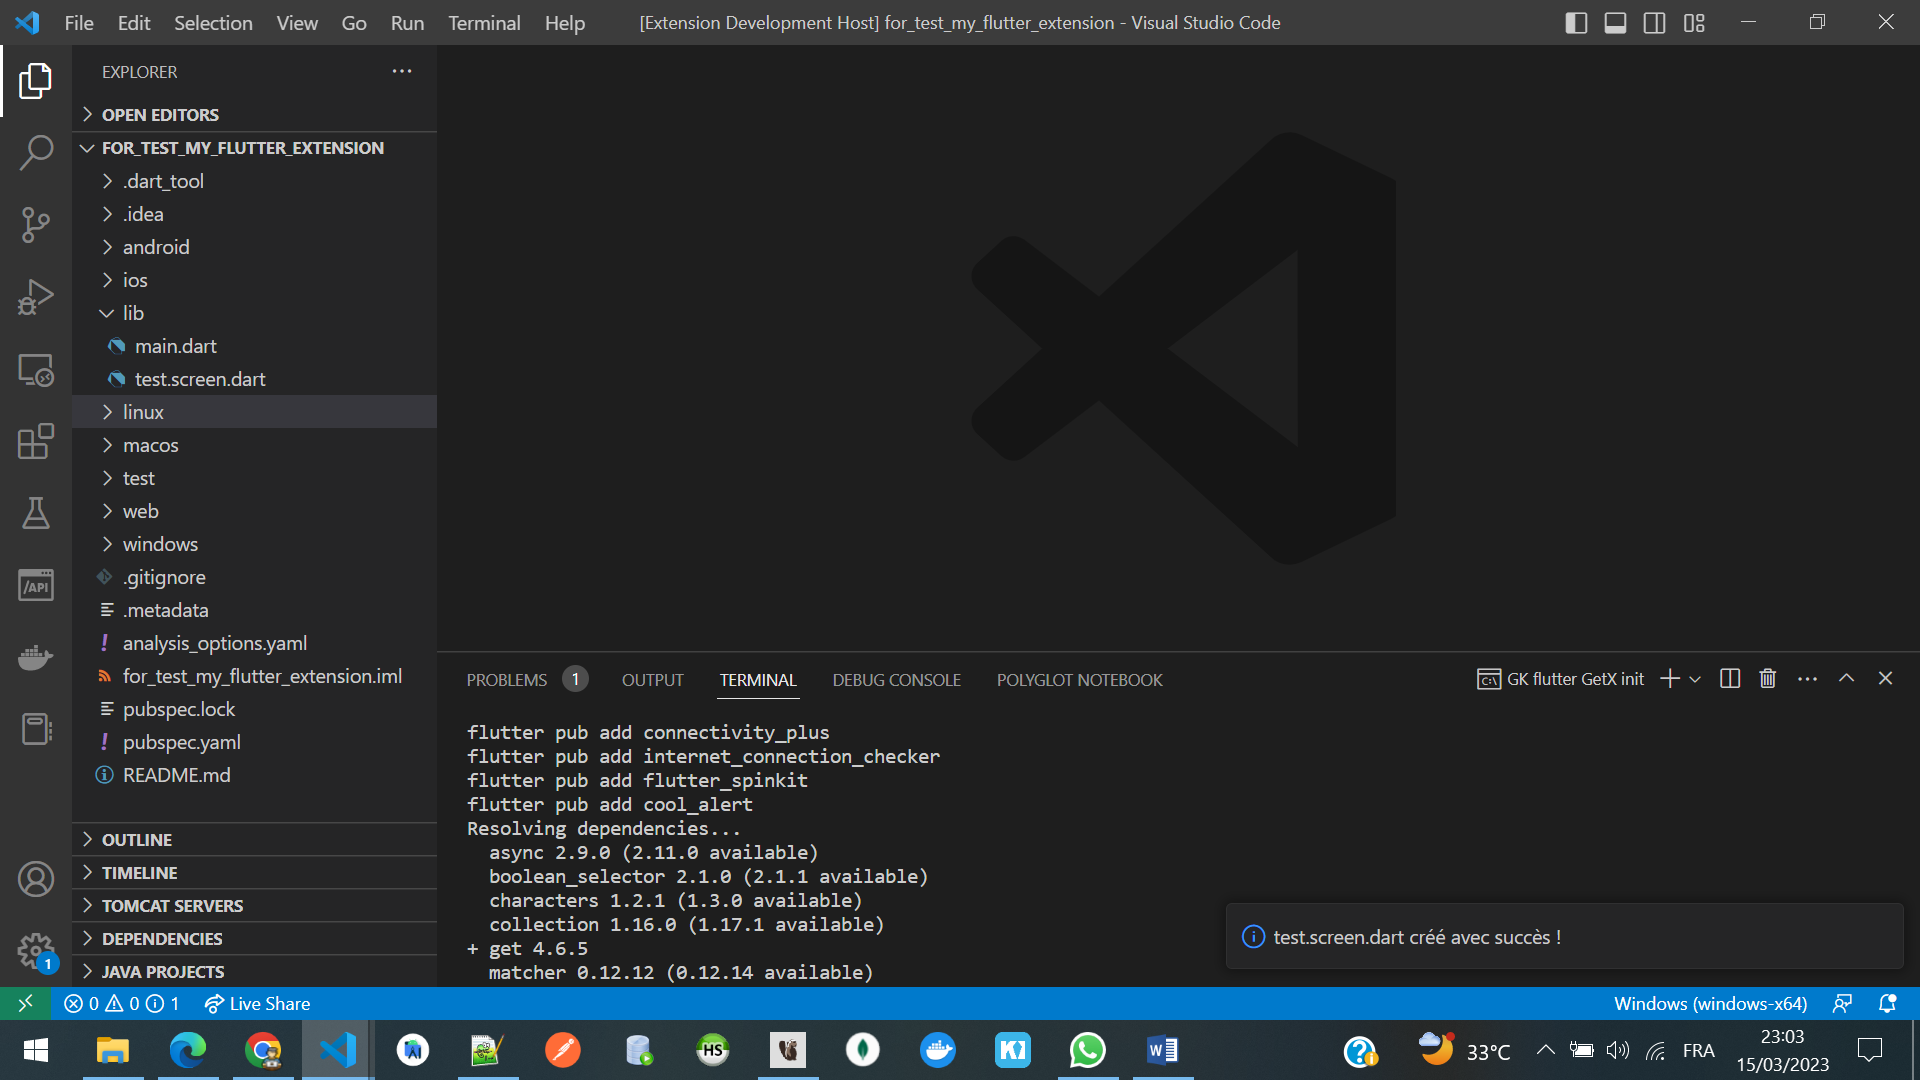 File Edit Selection View Go Run Terminal Help [Extension Development Host] for_test_my_flutter_extension - Visual Studio Code
EXPLORER
OPEN EDITORS
FOR_TEST_MY_FLUTTER_EXTENSION
.dart_tool
.idea
android
ios
lib
main.dart
test.screen.dart
linux
macos
test
web
windows
.gitignore
.metadata
analysis_options.yaml
for_test_my_flutter_extension.iml
pubspec.lock
pubspec.yaml
README.md
OUTLINE
TIMELINE
TOMCAT SERVERS
DEPENDENCIES
JAVA PROJECTS
/API
1
PROBLEMS 1 OUTPUT TERMINAL DEBUG CONSOLE POLYGLOT NOTEBOOK GK flutter GetX init
flutter pub add connectivity_plus
flutter pub add internet_connection_checker
flutter pub add flutter_spinkit
flutter pub add cool_alert
Resolving dependencies...
async 2.9.0 (2.11.0 available)
boolean_selector 2.1.0 (2.1.1 available)
characters 1.2.1 (1.3.0 available)
collection 1.16.0 (1.17.1 available)
+ get 4.6.5
matcher 0.12.12 (0.12.14 available)
test.screen.dart créé avec succès !
0 0 1 Live Share Windows (windows-x64)
HS K1 W 33°C FRA 23:03
15/03/2023